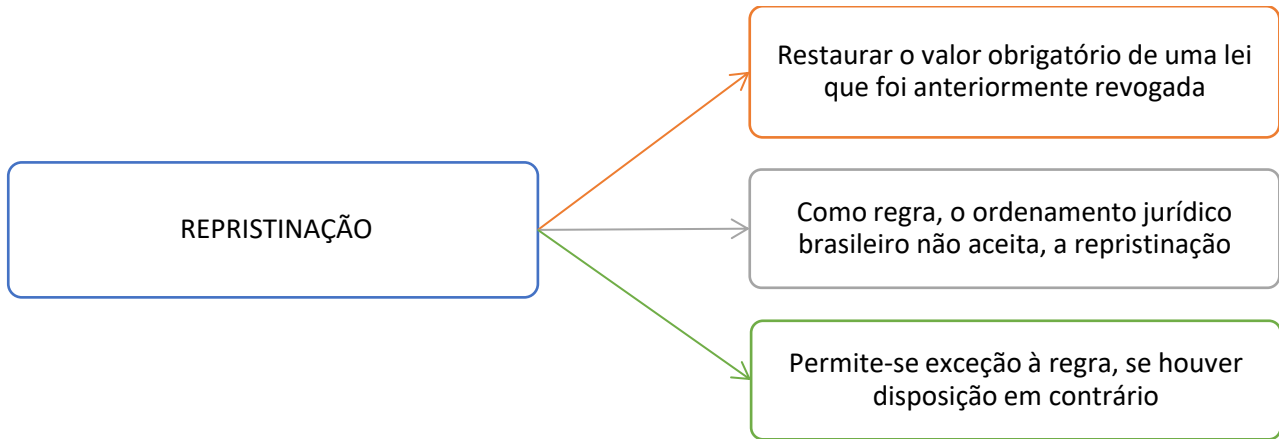 REPRISTINAÇÃO
Restaurar o valor obrigatório de uma lei
que foi anteriormente revogada
Como regra, o ordenamento jurídico
brasileiro não aceita, a repristinação
Permite-se exceção à regra, se houver
disposição em contrário